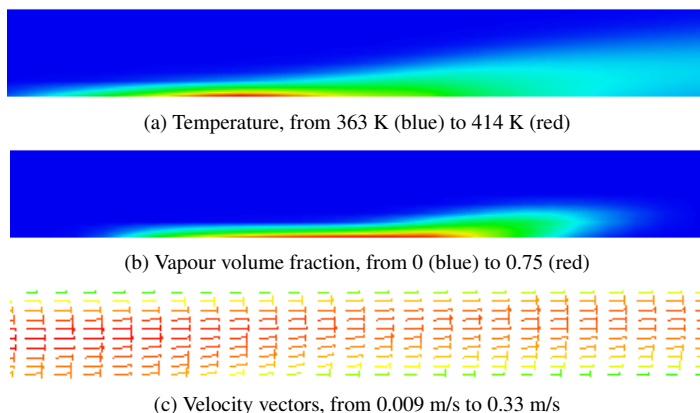 (a) Temperature, from 363 K (blue) to 414 K (red)
(b) Vapour volume fraction, from 0 (blue) to 0.75 (red)
(c) Velocity vectors, from 0.009 m/s to 0.33 m/s